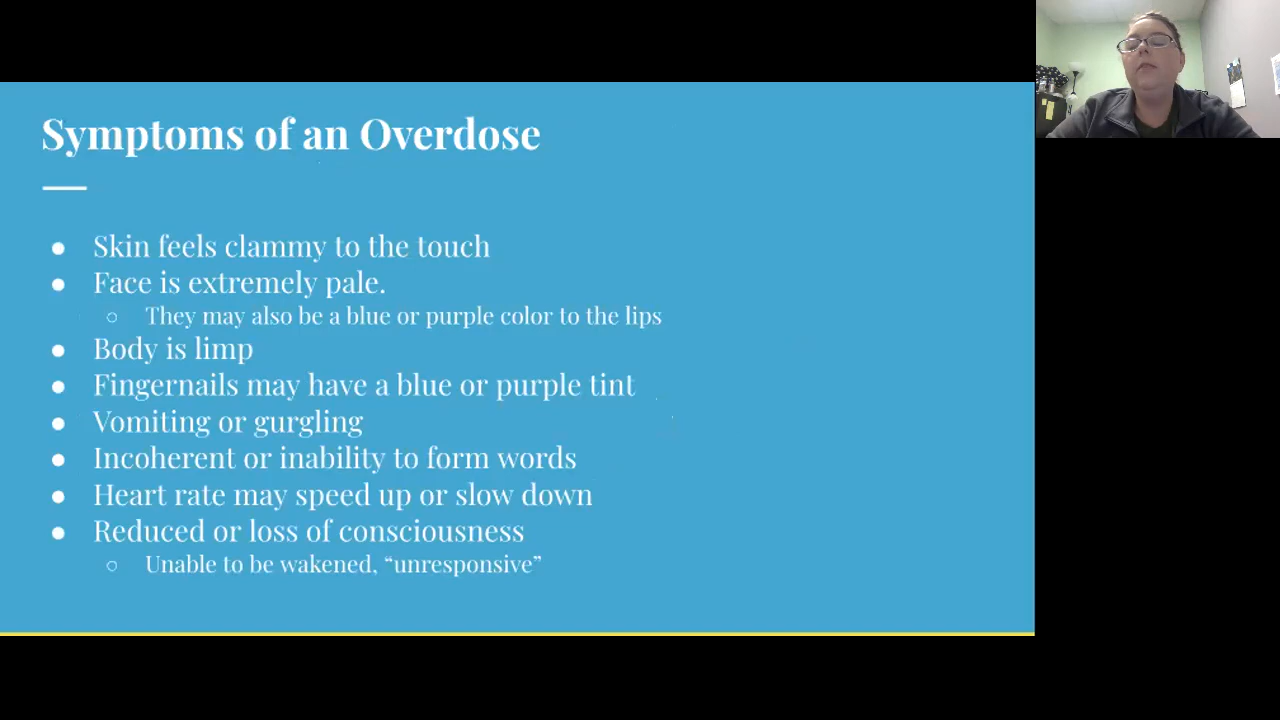 Symptoms of an Overdose
● Skin feels clammy to the touch
● Face is extremely pale.
○ They may also be a blue or purple color to the lips
● Body is limp
● Fingernails may have a blue or purple tint
● Vomiting or gurgling
● Incoherent or inability to form words
● Heart rate may speed up or slow down
● Reduced or loss of consciousness
○ Unable to be wakened, “unresponsive”